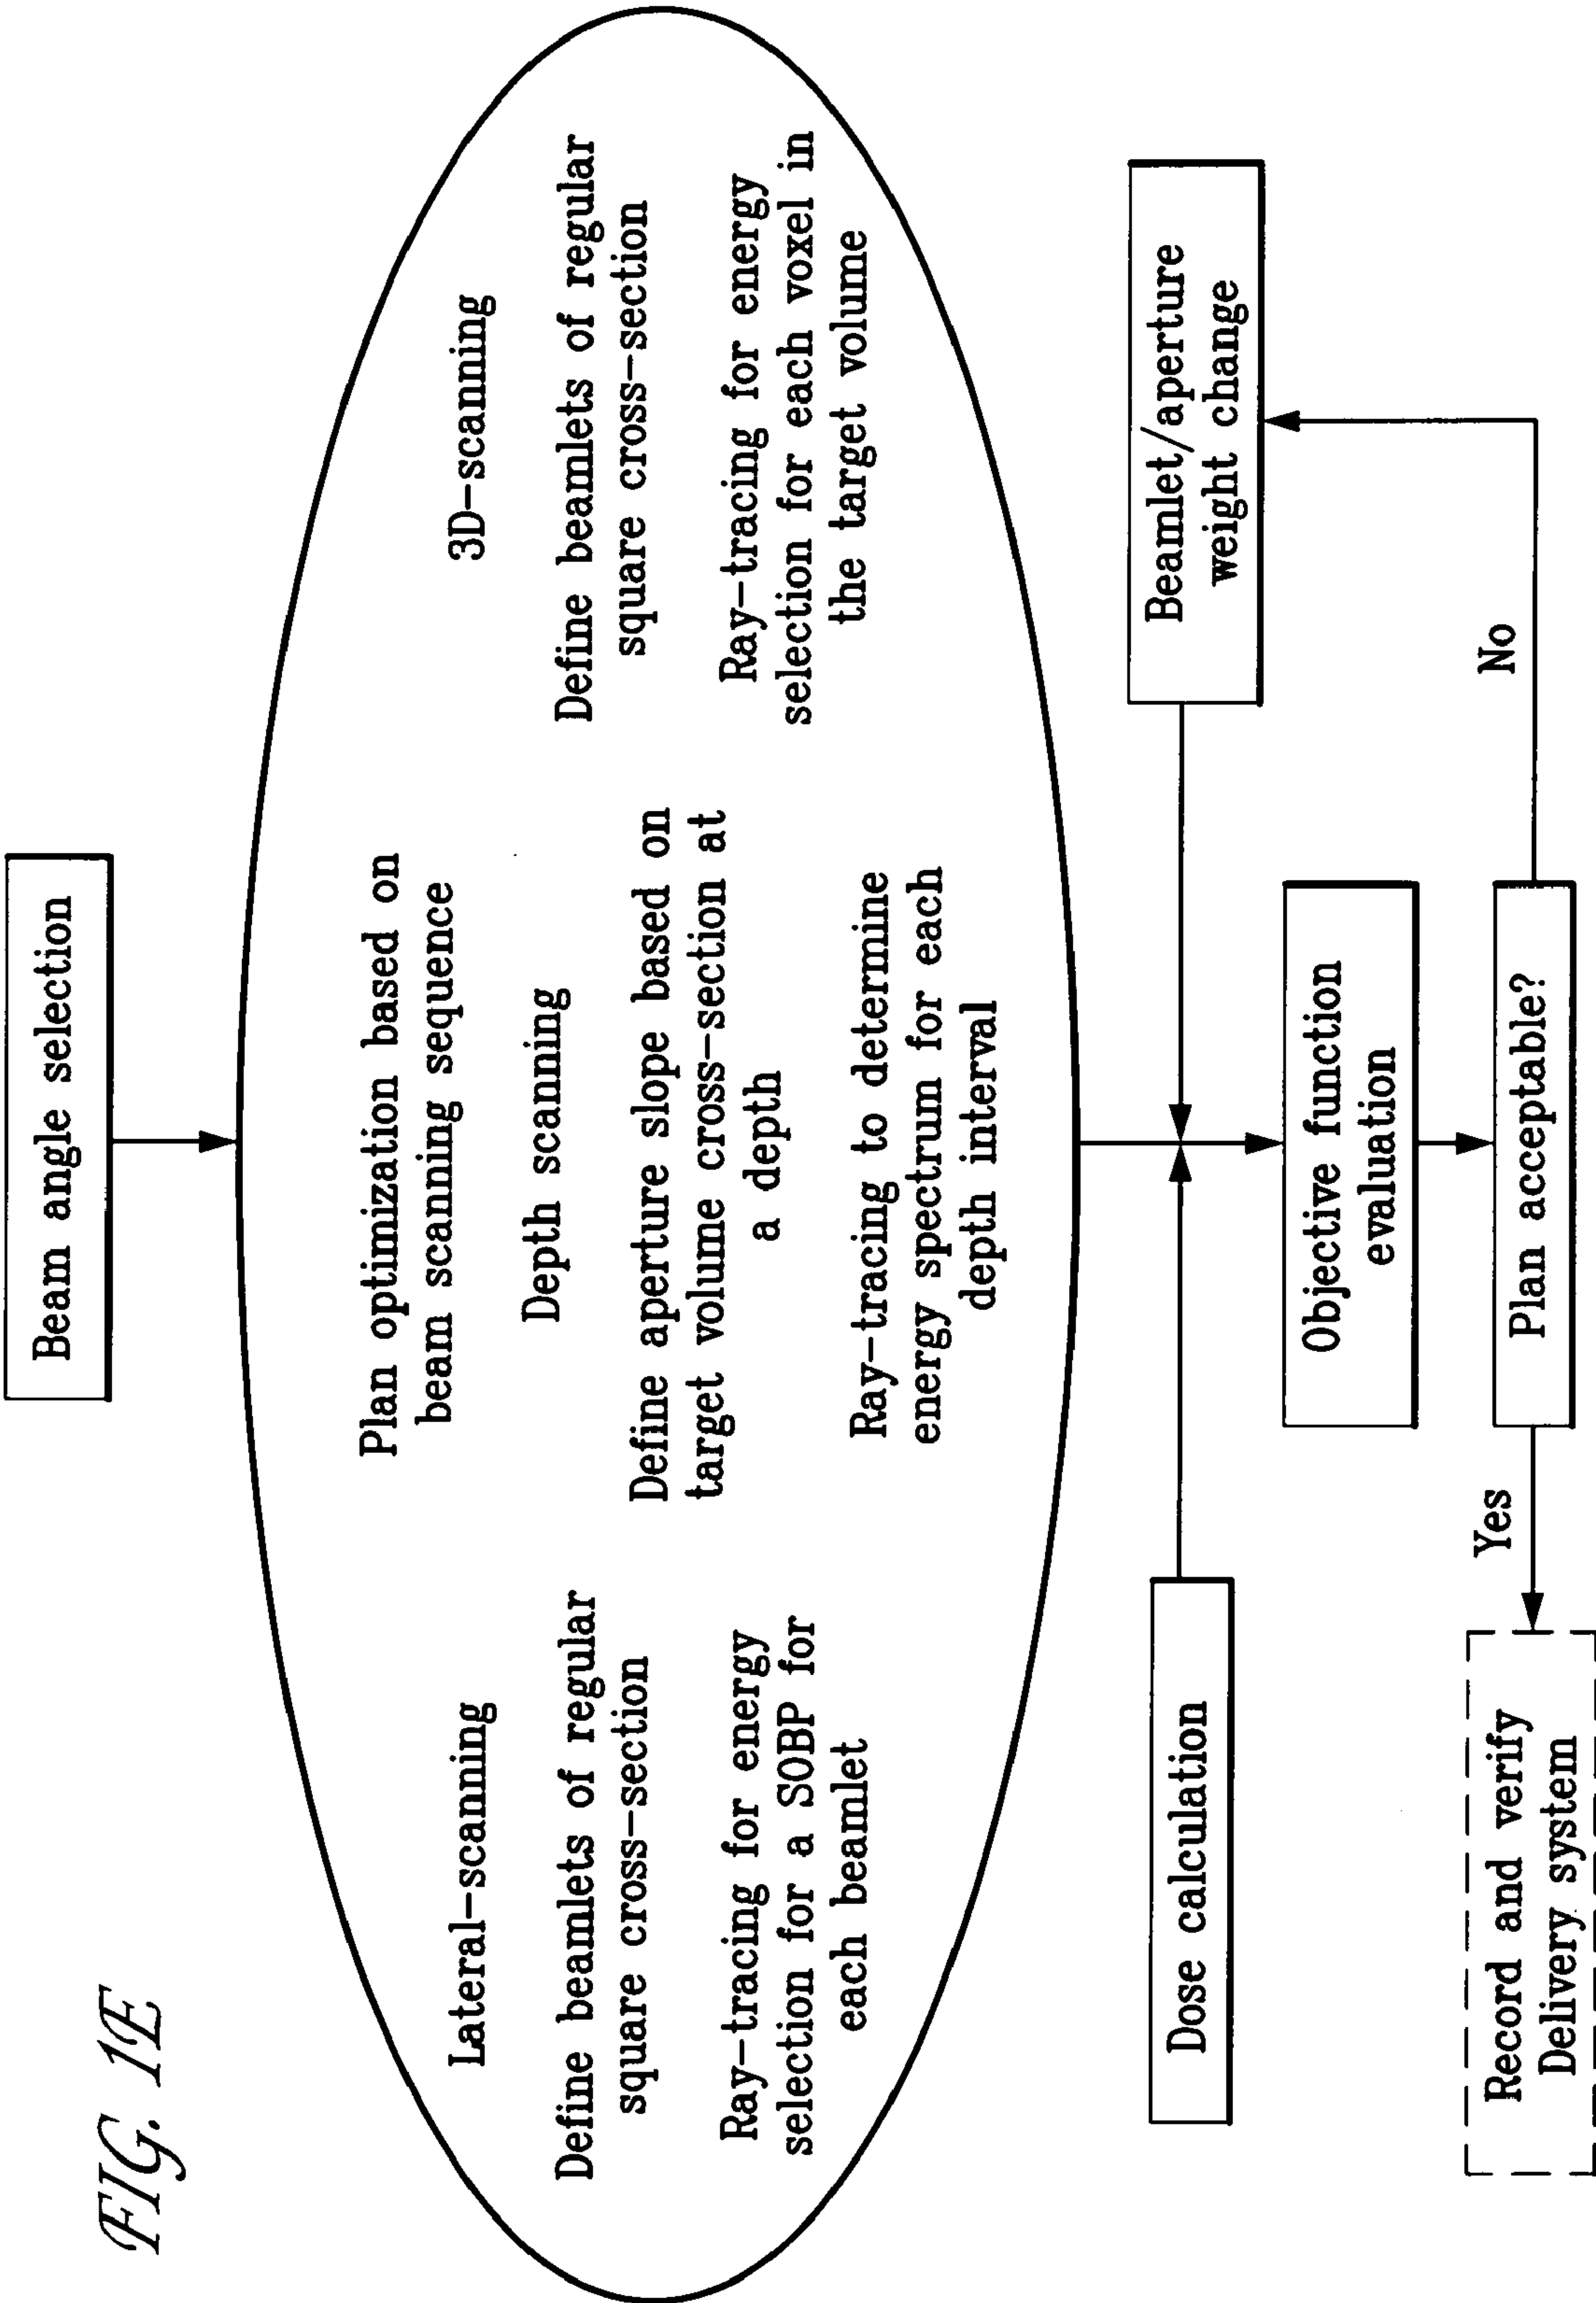 FIG. 1E
Beam angle selection
Plan optimization based on
beam scanning sequence
Lateral-scanning
Define beamlets of regular
square cross-section
Ray-tracing for energy
selection for a SOBP for
each beamlet
Depth scanning
Define aperture slope based on
target volume cross-section at
a depth
Ray-tracing to determine
energy spectrum for each
depth interval
3D-scanning
Define beamlets of regular
square cross-section
Ray-tracing for energy
selection for each voxel in
the target volume
Dose calculation
Beamlet/aperture
weight change
Objective function
evaluation
Plan acceptable?
Yes
No
Record and verify
Delivery system